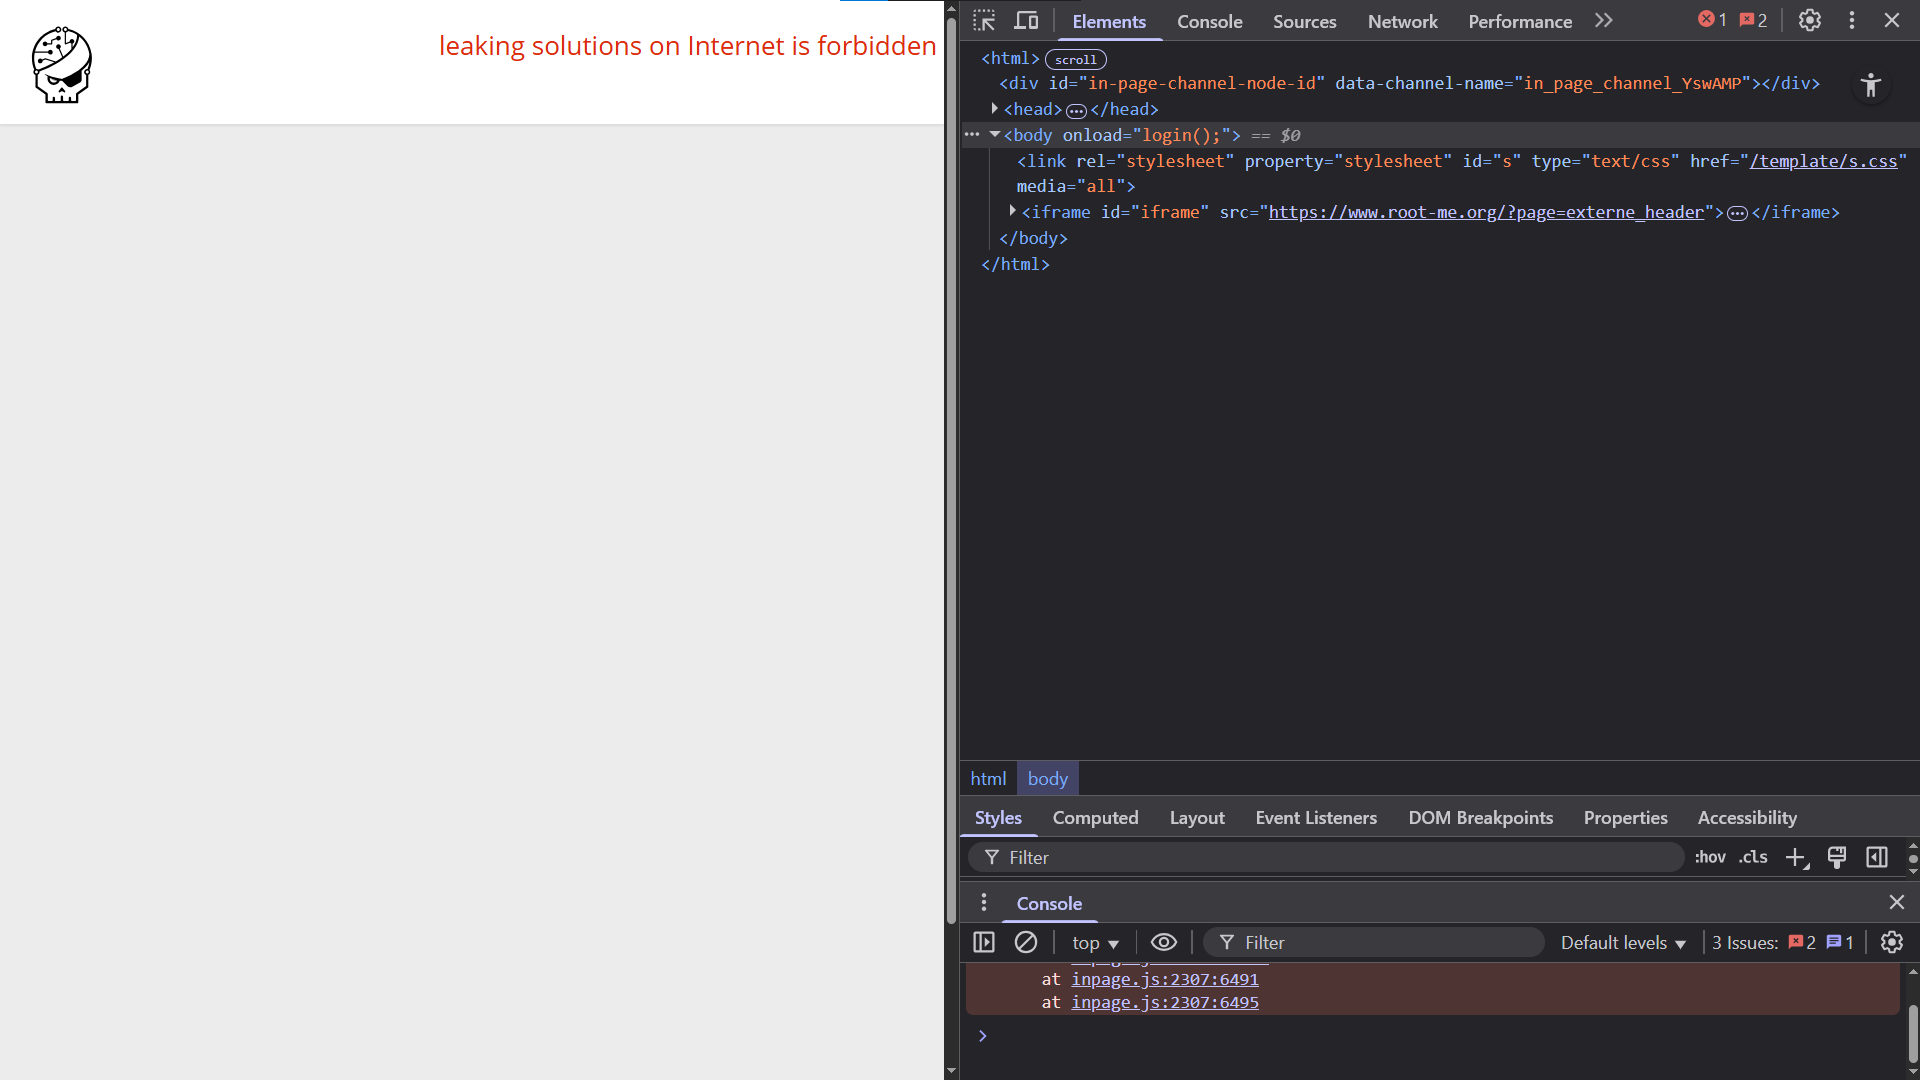 leaking solutions on Internet is forbidden
Elements Console Sources Network Performance 1 2
<html> scroll
<div id="in-page-channel-node-id" data-channel-name="in_page_channel_YswAMP"></div>
<head>…</head>
<body onload="login();"> == $0
<link rel="stylesheet" property="stylesheet" id="s" type="text/css" href="/template/s.css"
media="all">
<iframe id="iframe" src="https://www.root-me.org/?page=externe_header">…</iframe>
</body>
</html>
html body
Styles Computed Layout Event Listeners DOM Breakpoints Properties Accessibility
Filter :hov .cls
Console
top Filter Default levels 3 Issues: 2 1
at inpage.js:2307:6491
at inpage.js:2307:6495